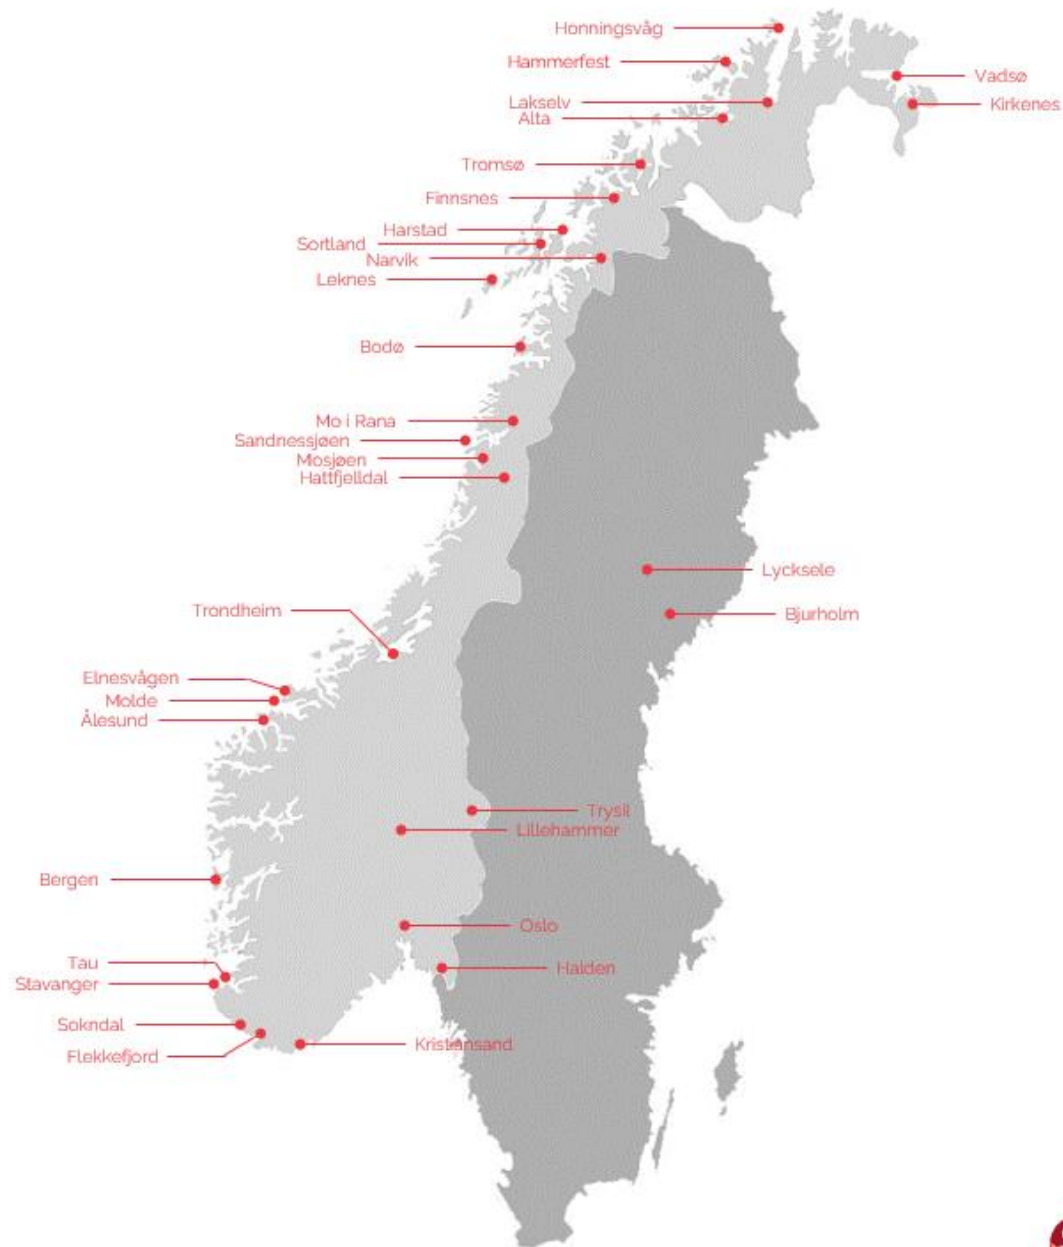 Honningsvåg
Hammerfest
Vadsø
Lakselv
Kirkenes
Alta
Tromsø
Finnsnes
Harstad
Sortland
Narvik
Leknes
Bodø
Mo i Rana
Sandnessjøen
Mosjøen
Hattfjelldal
Lycksele
Trondheim
Bjurholm
Elnesvågen
Molde
Ålesund
Trysil
Lillehammer
Bergen
Oslo
Tau
Halden
Stavanger
Sokndal
Kristiansand
Flekkefjord